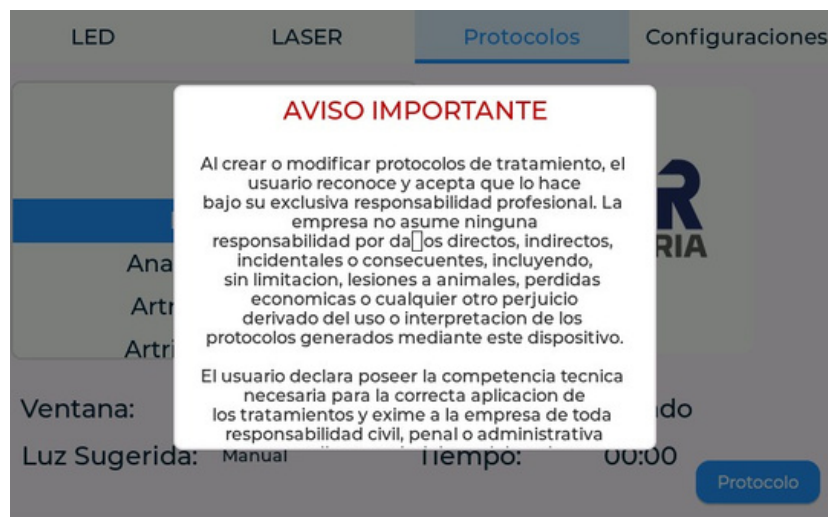 LED LASER Protocolos Configuraciones
AVISO IMPORTANTE
Al crear o modificar protocolos de tratamiento, el
usuario reconoce y acepta que lo hace
bajo su exclusiva responsabilidad profesional. La
empresa no asume ninguna
responsabilidad por da▯os directos, indirectos,
incidentales o consecuentes, incluyendo,
sin limitacion, lesiones a animales, perdidas
economicas o cualquier otro perjuicio
derivado del uso o interpretacion de los
protocolos generados mediante este dispositivo.
El usuario declara poseer la competencia tecnica
necesaria para la correcta aplicacion de
los tratamientos y exime a la empresa de toda
responsabilidad civil, penal o administrativa
R
RIA
Ana
Artr
Artri
Ventana: do
Luz Sugerida: Manual Tiempo: 00:00
Protocolo